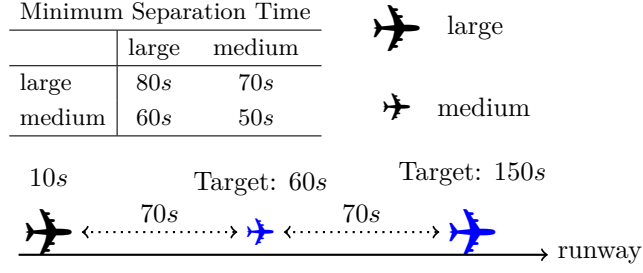 Minimum Separation Time
large medium
large 80s 70s
medium 60s 50s
large
medium
10s
Target: 60s
Target: 150s
70s
70s
runway